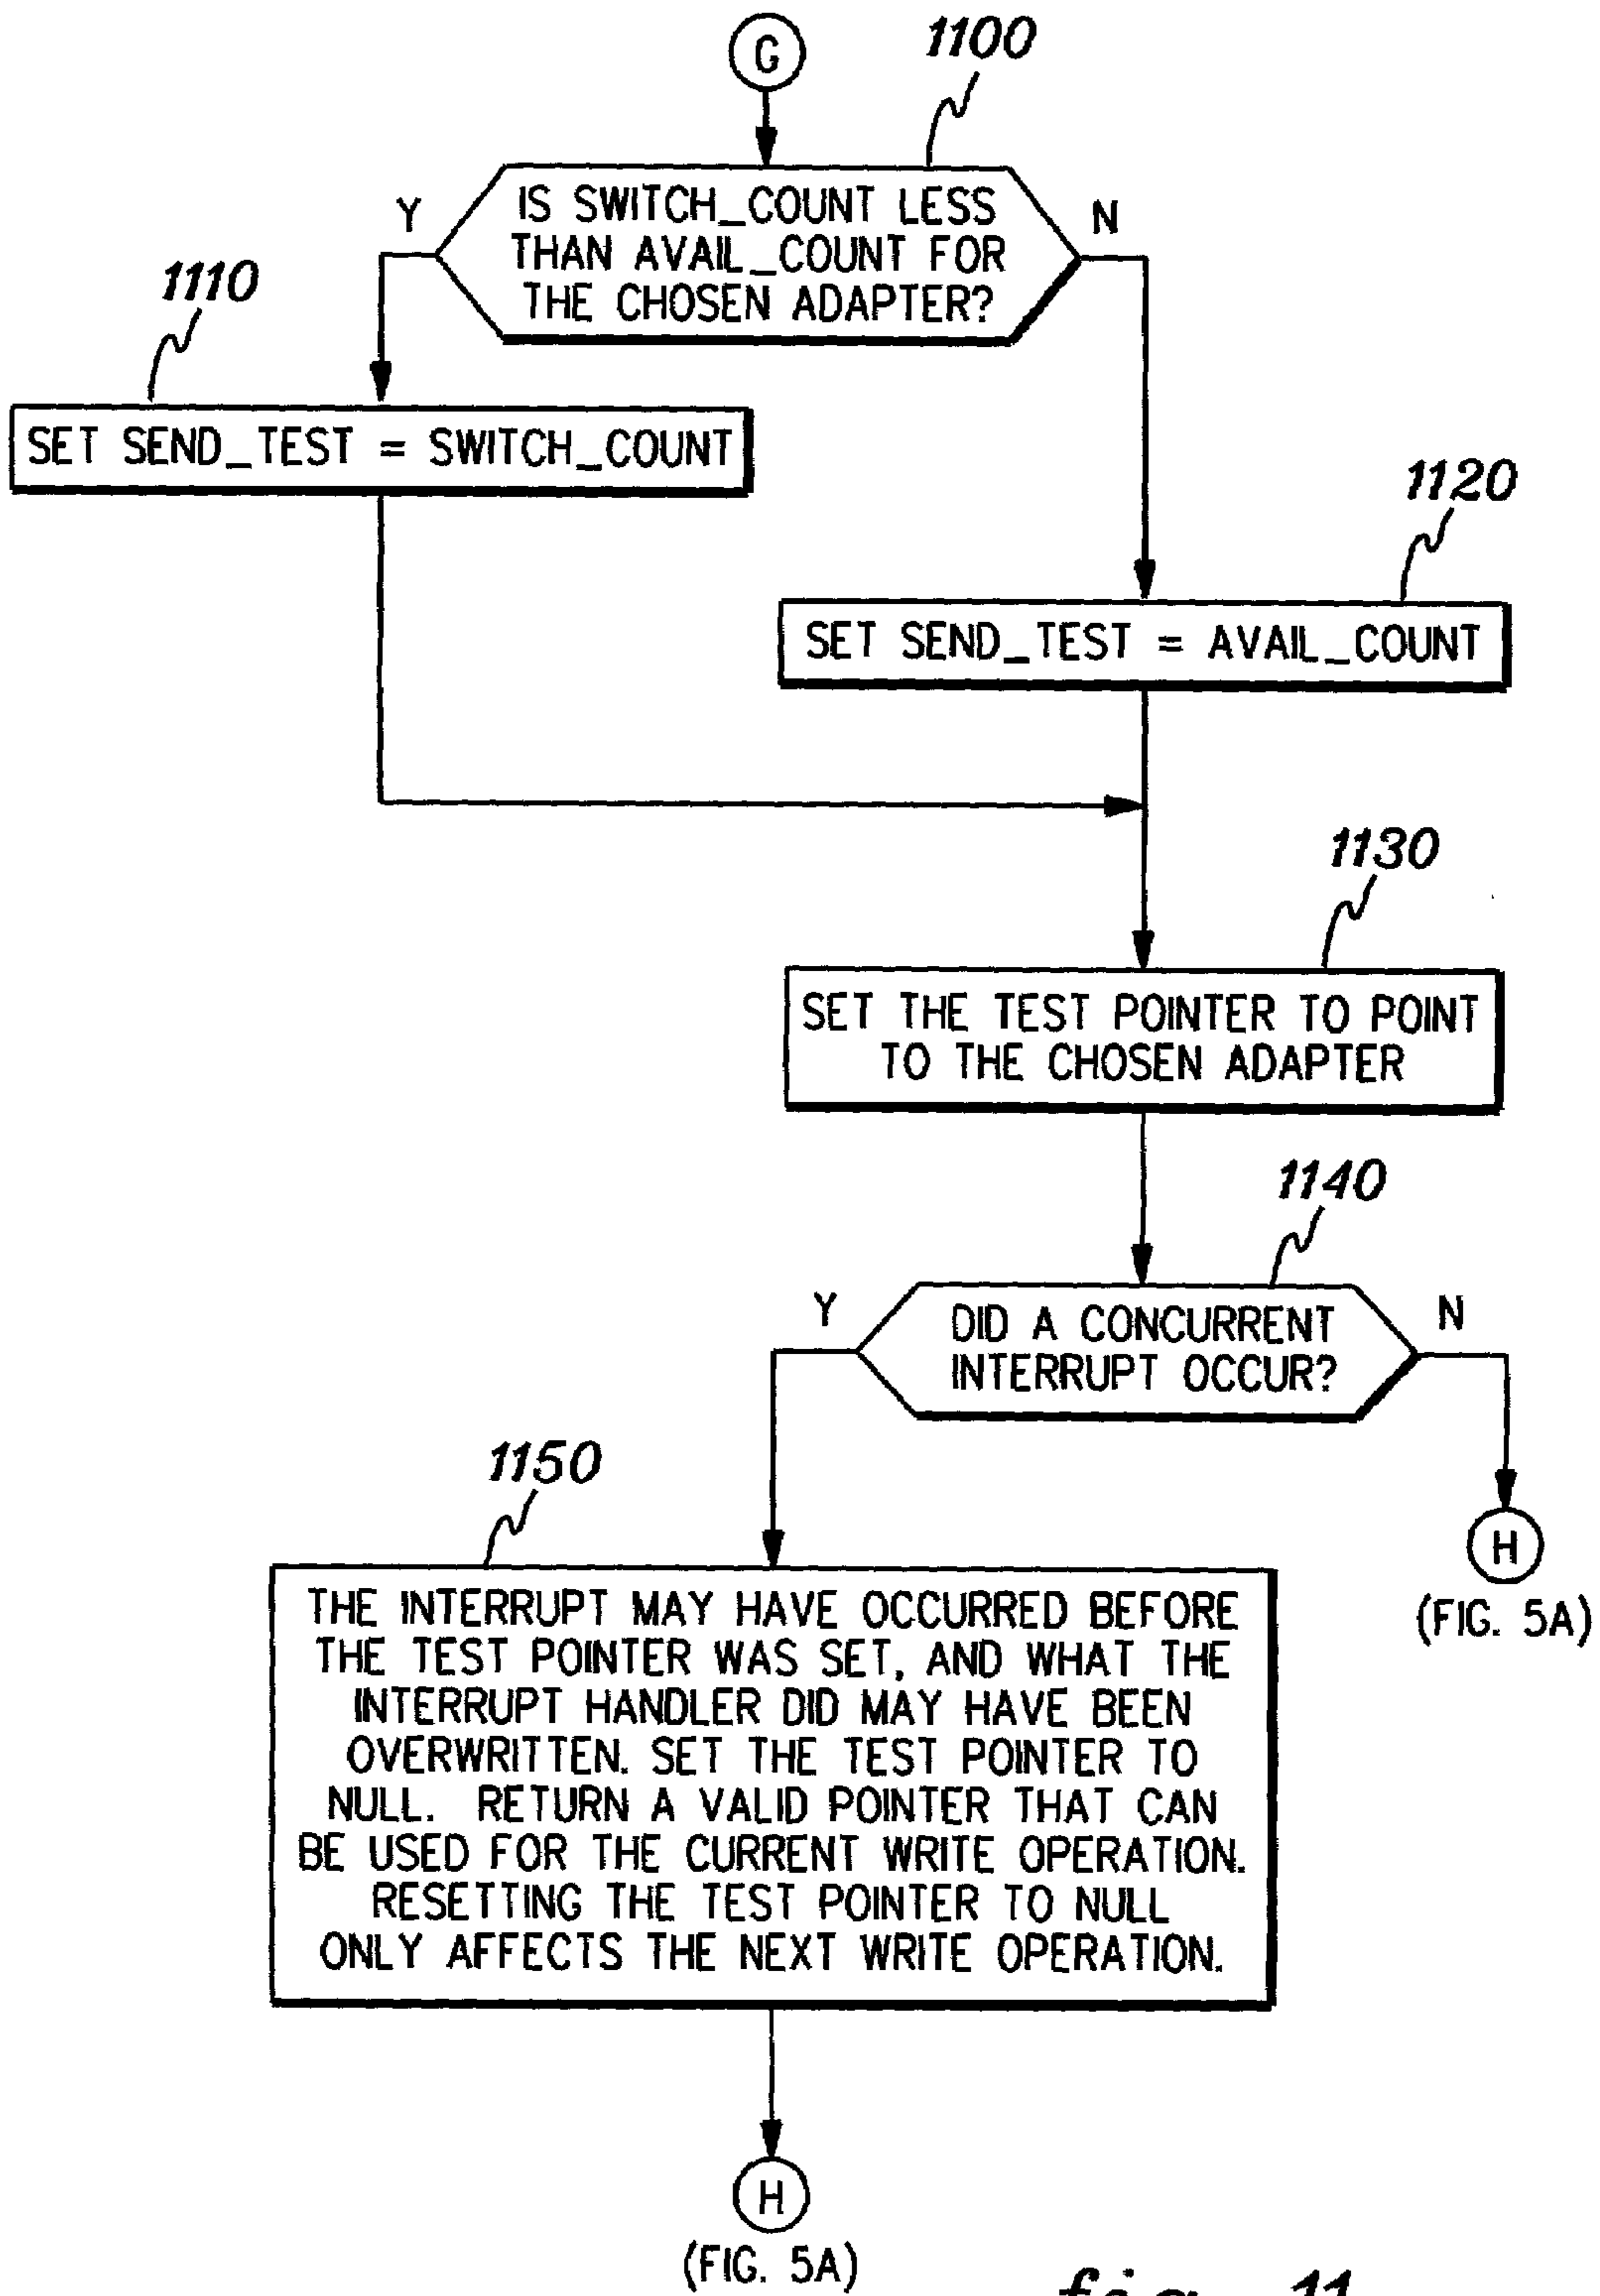 G
1100
Y
IS SWITCH_COUNT LESS
THAN AVAIL_COUNT FOR
THE CHOSEN ADAPTER?
N
1110
SET SEND_TEST = SWITCH_COUNT
1120
SET SEND_TEST = AVAIL_COUNT
1130
SET THE TEST POINTER TO POINT
TO THE CHOSEN ADAPTER
1140
Y
DID A CONCURRENT
INTERRUPT OCCUR?
N
H
(FIG. 5A)
1150
THE INTERRUPT MAY HAVE OCCURRED BEFORE
THE TEST POINTER WAS SET, AND WHAT THE
INTERRUPT HANDLER DID MAY HAVE BEEN
OVERWRITTEN. SET THE TEST POINTER TO
NULL. RETURN A VALID POINTER THAT CAN
BE USED FOR THE CURRENT WRITE OPERATION.
RESETTING THE TEST POINTER TO NULL
ONLY AFFECTS THE NEXT WRITE OPERATION.
H
(FIG. 5A)